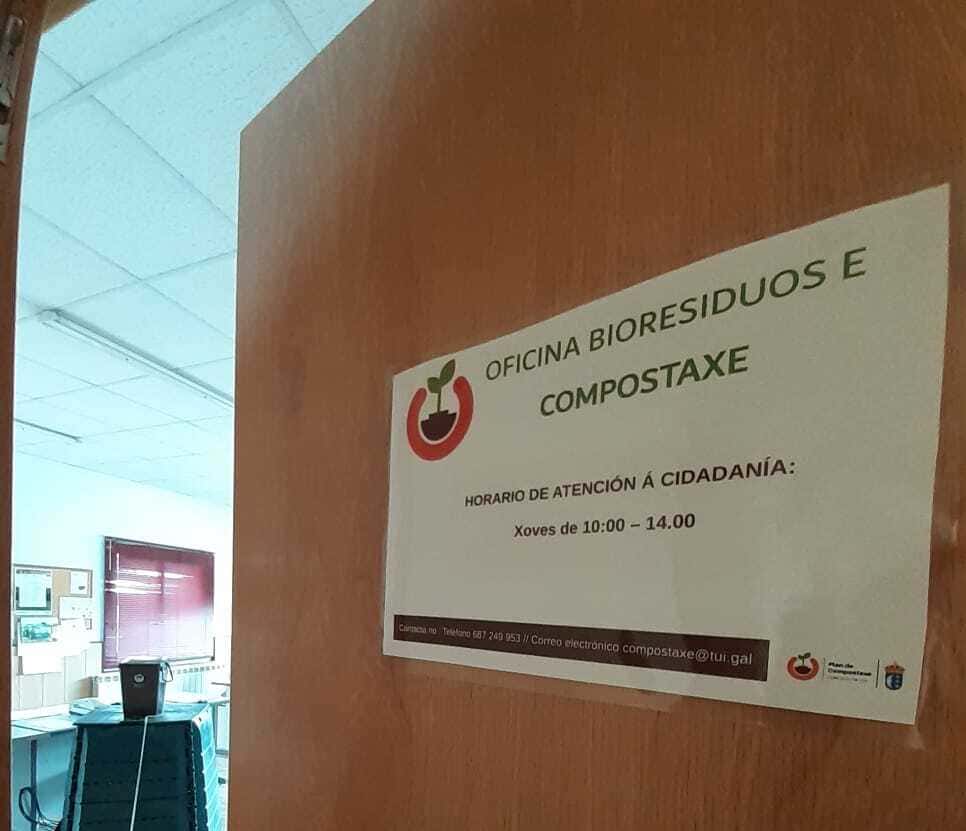 OFICINA BIORESIDUOS E
COMPOSTAXE
HORARIO DE ATENCIÓN Á CIDADANÍA:
Xoves de 10:00 – 14.00
Contacta no : Teléfono 687 249 953 // Correo electrónico compostaxe@tui.gal
Plan de
Compostaxe